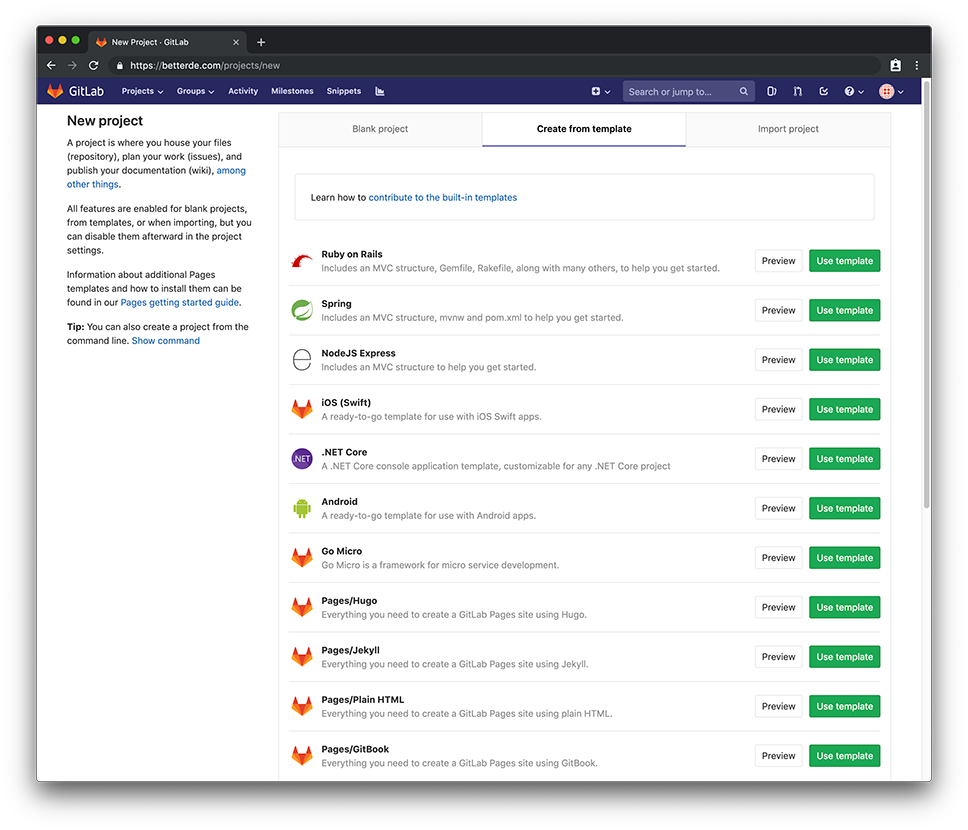 New Project · GitLab
https://betterde.com/projects/new
GitLab Projects Groups Activity Milestones Snippets Search or jump to...
New project
A project is where you house your files
(repository), plan your work (issues), and
publish your documentation (wiki), among
other things.
All features are enabled for blank projects,
from templates, or when importing, but you
can disable them afterward in the project
settings.
Information about additional Pages
templates and how to install them can be
found in our Pages getting started guide.
Tip: You can also create a project from the
command line. Show command
Blank project Create from template Import project
Learn how to contribute to the built-in templates
Ruby on Rails
Includes an MVC structure, Gemfile, Rakefile, along with many others, to help you get started.
Preview Use template
Spring
Includes an MVC structure, mvnw and pom.xml to help you get started.
Preview Use template
NodeJS Express
Includes an MVC structure to help you get started.
Preview Use template
iOS (Swift)
A ready-to-go template for use with iOS Swift apps.
Preview Use template
NET
.NET Core
A .NET Core console application template, customizable for any .NET Core project
Preview Use template
Android
A ready-to-go template for use with Android apps.
Preview Use template
Go Micro
Go Micro is a framework for micro service development.
Preview Use template
Pages/Hugo
Everything you need to create a GitLab Pages site using Hugo.
Preview Use template
Pages/Jekyll
Everything you need to create a GitLab Pages site using Jekyll.
Preview Use template
Pages/Plain HTML
Everything you need to create a GitLab Pages site using plain HTML.
Preview Use template
Pages/GitBook
Everything you need to create a GitLab Pages site using GitBook.
Preview Use template